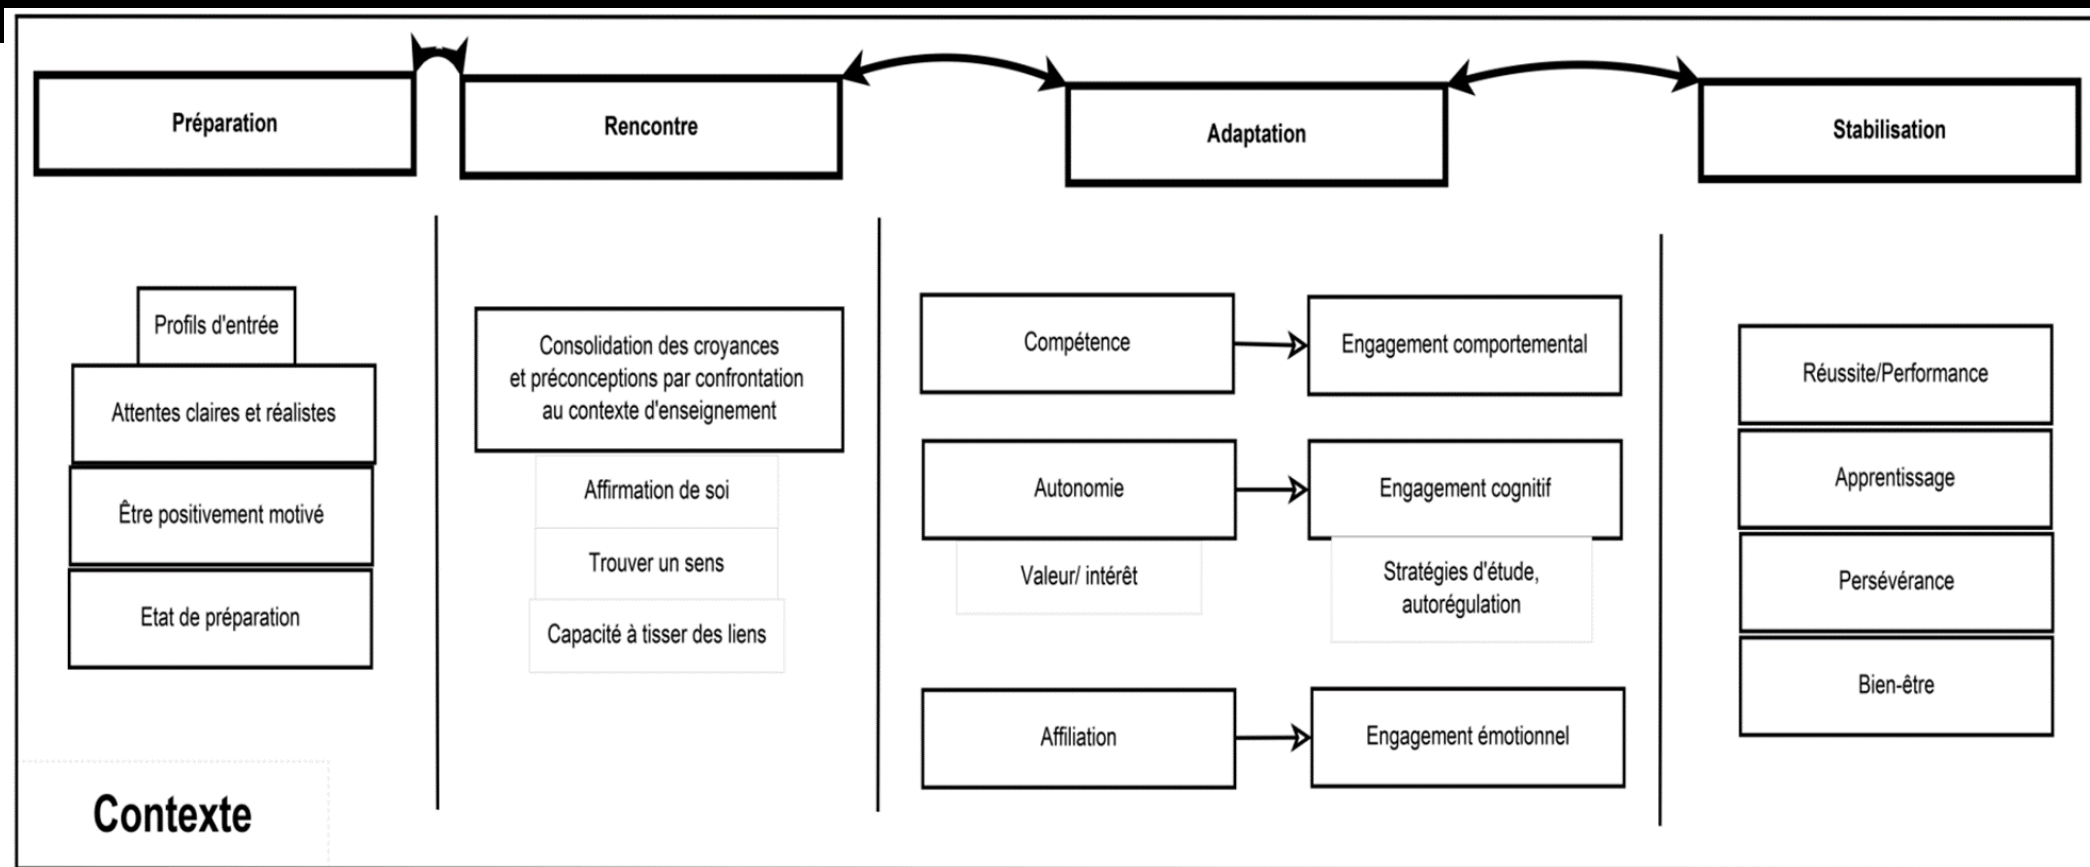 Préparation
Rencontre
Adaptation
Stabilisation
Profils d'entrée
Attentes claires et réalistes
Être positivement motivé
Etat de préparation
Consolidation des croyances
et préconceptions par confrontation
au contexte d'enseignement
Affirmation de soi
Trouver un sens
Capacité à tisser des liens
Compétence
Engagement comportemental
Autonomie
Engagement cognitif
Valeur/ intérêt
Stratégies d'étude,
autorégulation
Affiliation
Engagement émotionnel
Réussite/Performance
Apprentissage
Persévérance
Bien-être
Contexte